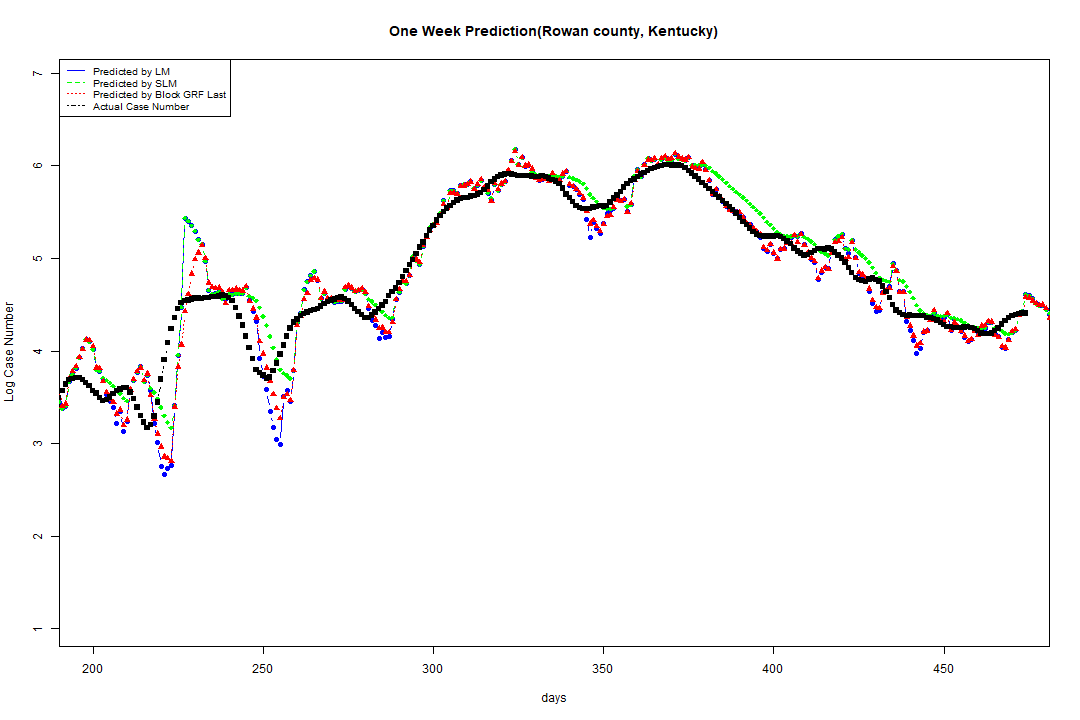 One Week Prediction(Rowan county, Kentucky)
7
Predicted by LM
Predicted by SLM
Predicted by Block GRF Last
Actual Case Number
6
5
4
3
2
1
Log Case Number
200 250 300 350 400 450
days